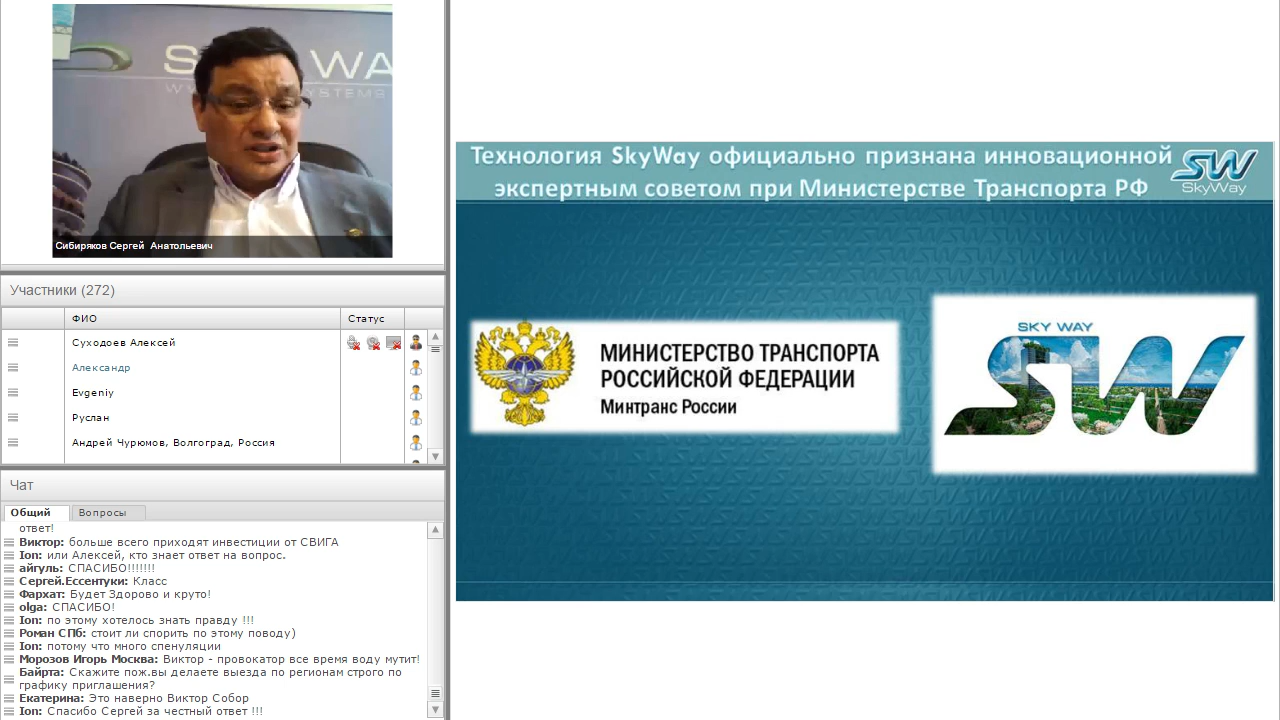 SKY WA
W
YSTEMS
Сибиряков Сергей Анатольевич
Участники (272)
ФИО Статус
Суходоев Алексей
Александр
Evgeniy
Руслан
Андрей Чурюмов, Волгоград, Россия
Чат
Общий Вопросы
ответ!
Виктор: больше всего приходят инвестиции от СВИГА
Ion: или Алексей, кто знает ответ на вопрос.
айгуль: СПАСИБО!!!!!!!
Сергей.Ессентуки: Класс
Фархат: Будет Здорово и круто!
olga: СПАСИБО!
Ion: по этому хотелось знать правду !!!
Роман СПб: стоит ли спорить по этому поводу)
Ion: потому что много спенуляции
Морозов Игорь Москва: Виктор - провокатор все время воду мутит!
Байрта: Скажите пож.вы делаете выезда по регионам строго по
графику приглашения?
Екатерина: Это наверно Виктор Собор
Ion: Спасибо Сергей за честный ответ !!!
Технология SkyWay официально признана инновационной
экспертным советом при Министерстве Транспорта РФ
SW
SkyWay
МИНИСТЕРСТВО ТРАНСПОРТА
РОССИЙСКОЙ ФЕДЕРАЦИИ
Минтранс России
SKY WAY
SW